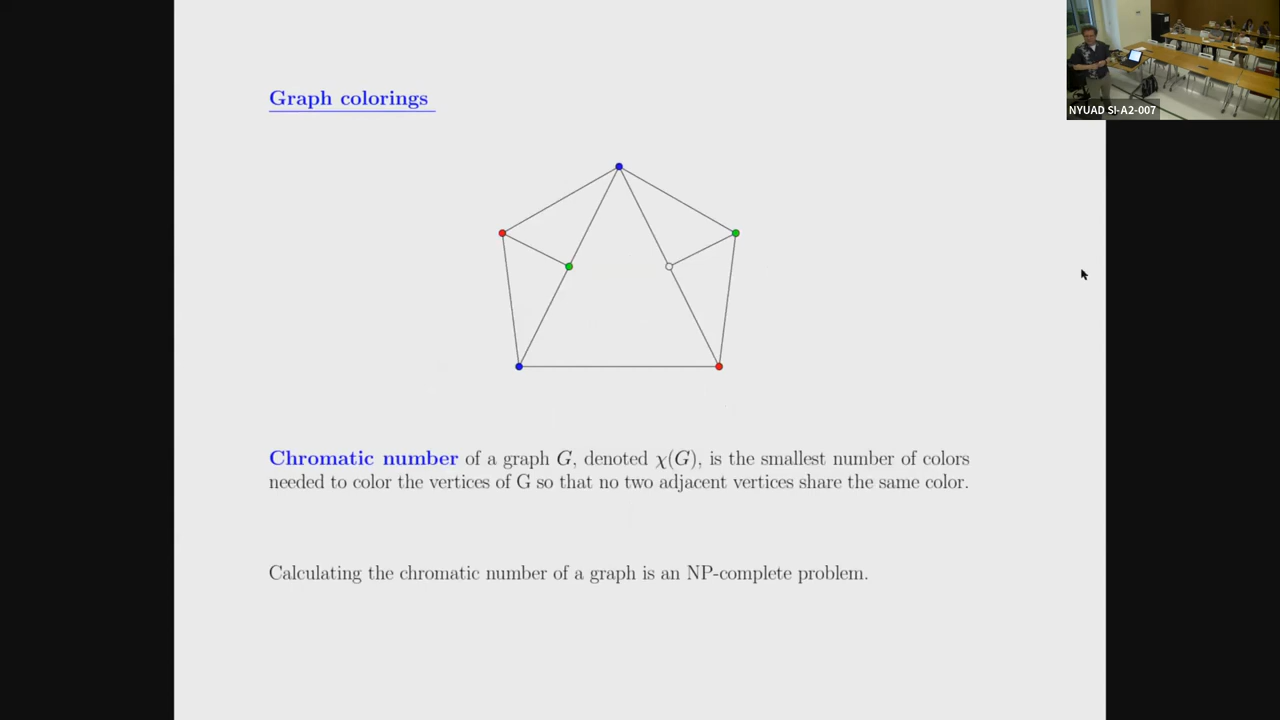 NYUAD SI-A2-007
Graph colorings
Chromatic number of a graph G, denoted χ(G), is the smallest number of colors
needed to color the vertices of G so that no two adjacent vertices share the same color.
Calculating the chromatic number of a graph is an NP-complete problem.